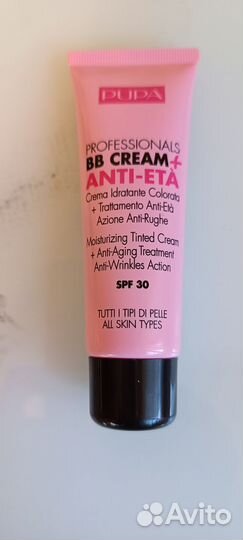 PUPA
PROFESSIONALS
BB CREAM+
ANTI-ETÀ
Crema Idratante Colorata
+ Trattamento Anti-Età
Azione Anti-Rughe
Moisturizing Tinted Cream
+ Anti-Aging Treatment
Anti-Wrinkles Action
SPF 30
TUTTI I TIPI DI PELLE
ALL SKIN TYPES
Avito